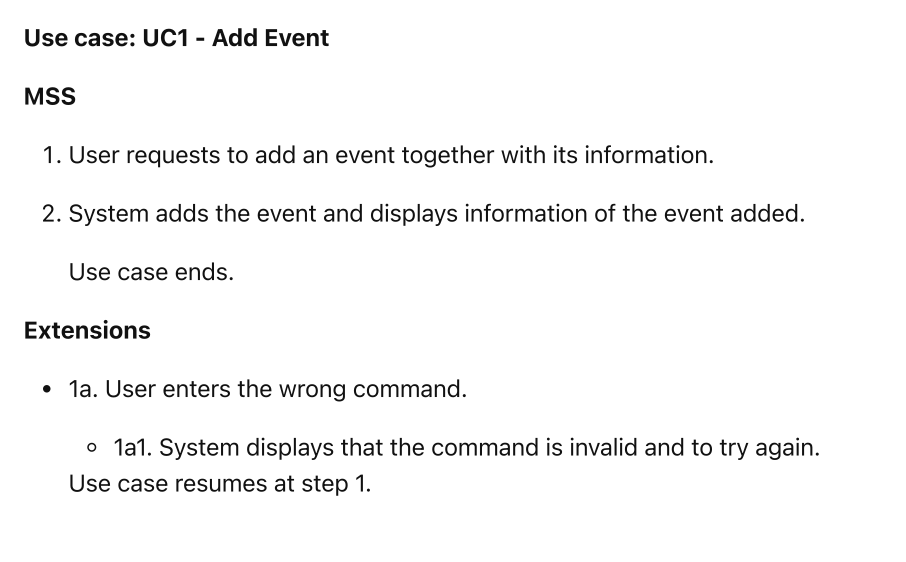 Use case: UC1 - Add Event
MSS
1. User requests to add an event together with its information.
2. System adds the event and displays information of the event added.
Use case ends.
Extensions
• 1a. User enters the wrong command.
○ 1a1. System displays that the command is invalid and to try again.
Use case resumes at step 1.